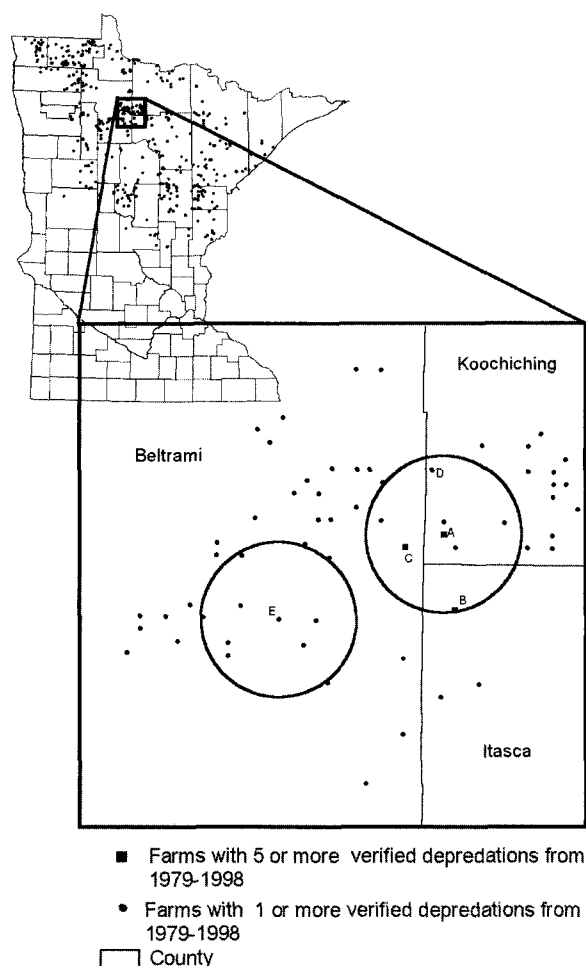 Koochiching
Beltrami
D
A
C
B
E
Itasca
Farms with 5 or more verified depredations from
1979-1998
Farms with 1 or more verified depredations from
1979-1998
County